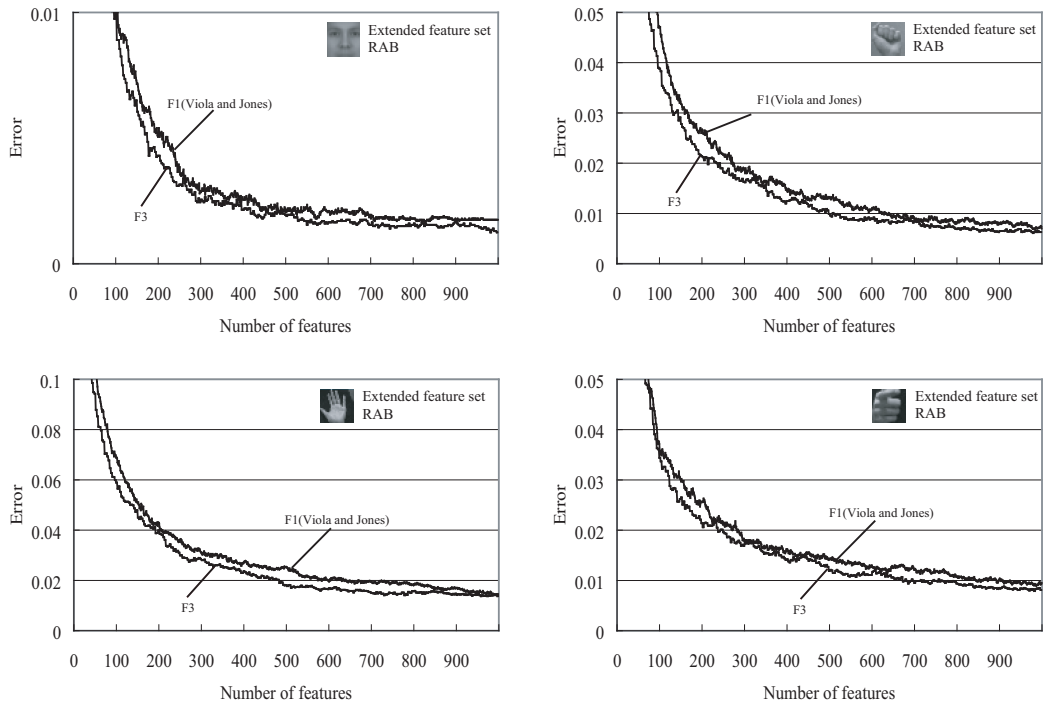 0.01
Extended feature set
RAB
F1(Viola and Jones)
Error
F3
0
0 100 200 300 400 500 600 700 800 900
Number of features
0.05
Extended feature set
RAB
0.04
F1(Viola and Jones)
0.03
Error
0.02
F3
0.01
0
0 100 200 300 400 500 600 700 800 900
Number of features
0.1
Extended feature set
RAB
0.08
0.06
Error
F1(Viola and Jones)
0.04
0.02
F3
0
0 100 200 300 400 500 600 700 800 900
Number of features
0.05
Extended feature set
RAB
0.04
0.03
Error
F1(Viola and Jones)
0.02
0.01
F3
0
0 100 200 300 400 500 600 700 800 900
Number of features